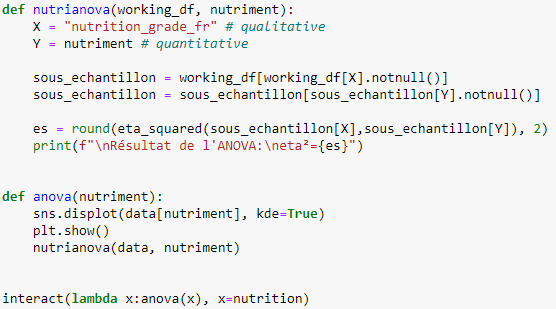 def nutrianova(working_df, nutriment):
    X = "nutrition_grade_fr" # qualitative
    Y = nutriment # quantitative
    sous_echantillon = working_df[working_df[X].notnull()]
    sous_echantillon = sous_echantillon[sous_echantillon[Y].notnull()]
    es = round(eta_squared(sous_echantillon[X],sous_echantillon[Y]), 2)
    print(f"\nRésultat de l'ANOVA:\neta²={es}")
def anova(nutriment):
    sns.displot(data[nutriment], kde=True)
    plt.show()
    nutrianova(data, nutriment)
interact(lambda x:anova(x), x=nutrition)